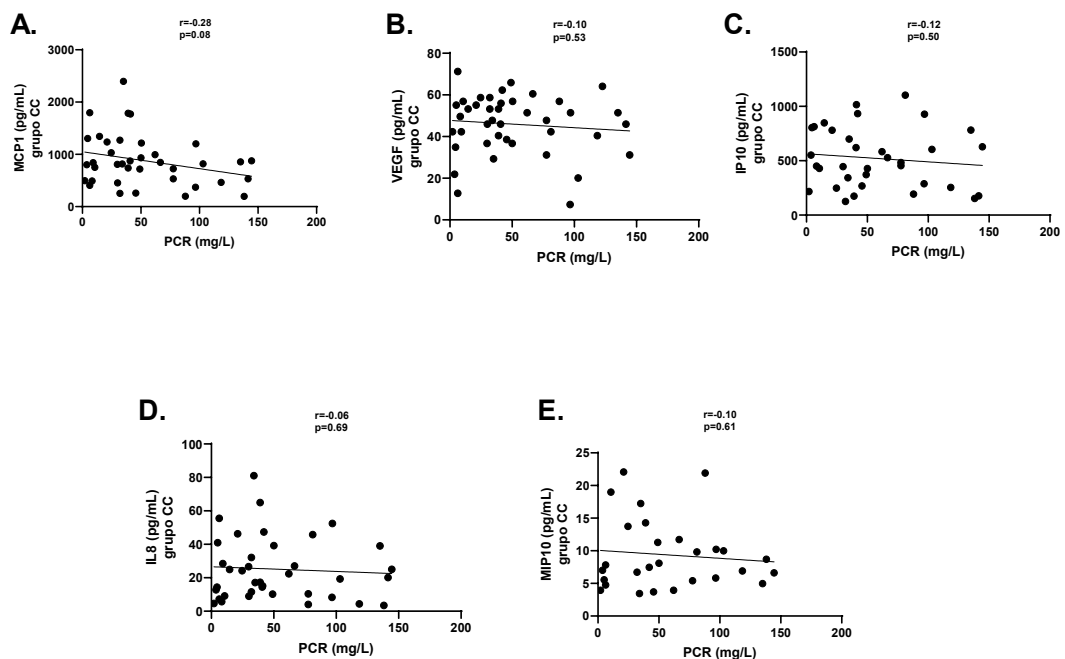 A.
r=-0.28
p=0.08
MCP1 (pg/mL)
grupo CC
3000
2000
1000
0
0 50 100 150 200
PCR (mg/L)
B.
r=-0.10
p=0.53
VEGF (pg/mL)
grupo CC
80
60
40
20
0
0 50 100 150 200
PCR (mg/L)
C.
r=-0.12
p=0.50
IP10 (pg/mL)
grupo CC
1500
1000
500
0
0 50 100 150 200
PCR (mg/L)
D.
r=-0.06
p=0.69
IL8 (pg/mL)
grupo CC
100
80
60
40
20
0
0 50 100 150 200
PCR (mg/L)
E.
r=-0.10
p=0.61
MIP10 (pg/mL)
grupo CC
25
20
15
10
5
0
0 50 100 150 200
PCR (mg/L)